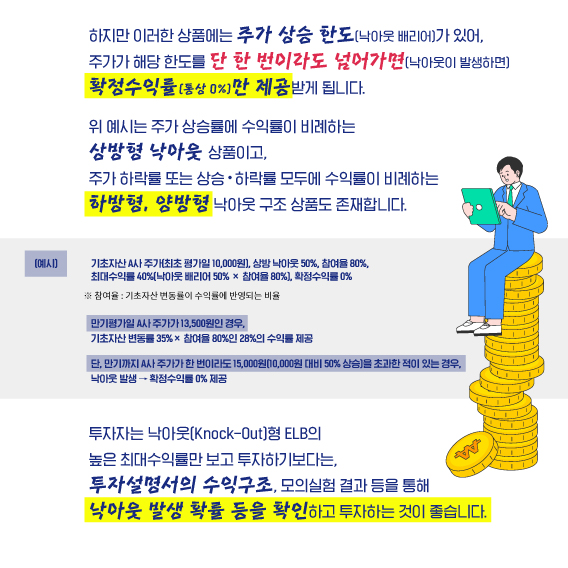 하지만 이러한 상품에는 주가 상승 한도(낙아웃 배리어)가 있어,
주가가 해당 한도를 단 한 번이라도 넘어가면(낙아웃이 발생하면)
확정수익률(통상 0%)만 제공받게 됩니다.
위 예시는 주가 상승률에 수익률이 비례하는
상방형 낙아웃 상품이고,
주가 하락률 또는 상승·하락률 모두에 수익률이 비례하는
하방형, 양방형 낙아웃 구조 상품도 존재합니다.
[예시]
기초자산 A사 주가(최초 평가일 10,000원), 상방 낙아웃 50%, 참여율 80%,
최대수익률 40%(낙아웃 배리어 50% × 참여율 80%), 확정수익률 0%
※ 참여율 : 기초자산 변동률이 수익률에 반영되는 비율
만기평가일 A사 주가가 13,500원인 경우,
기초자산 변동률 35% × 참여율 80%인 28%의 수익률 제공
단, 만기까지 A사 주가가 한 번이라도 15,000원(10,000원 대비 50% 상승)을 초과한 적이 있는 경우,
낙아웃 발생 → 확정수익률 0% 제공
투자자는 낙아웃(Knock-Out)형 ELB의
높은 최대수익률만 보고 투자하기보다는,
투자설명서의 수익구조, 모의실험 결과 등을 통해
낙아웃 발생 확률 등을 확인하고 투자하는 것이 좋습니다.